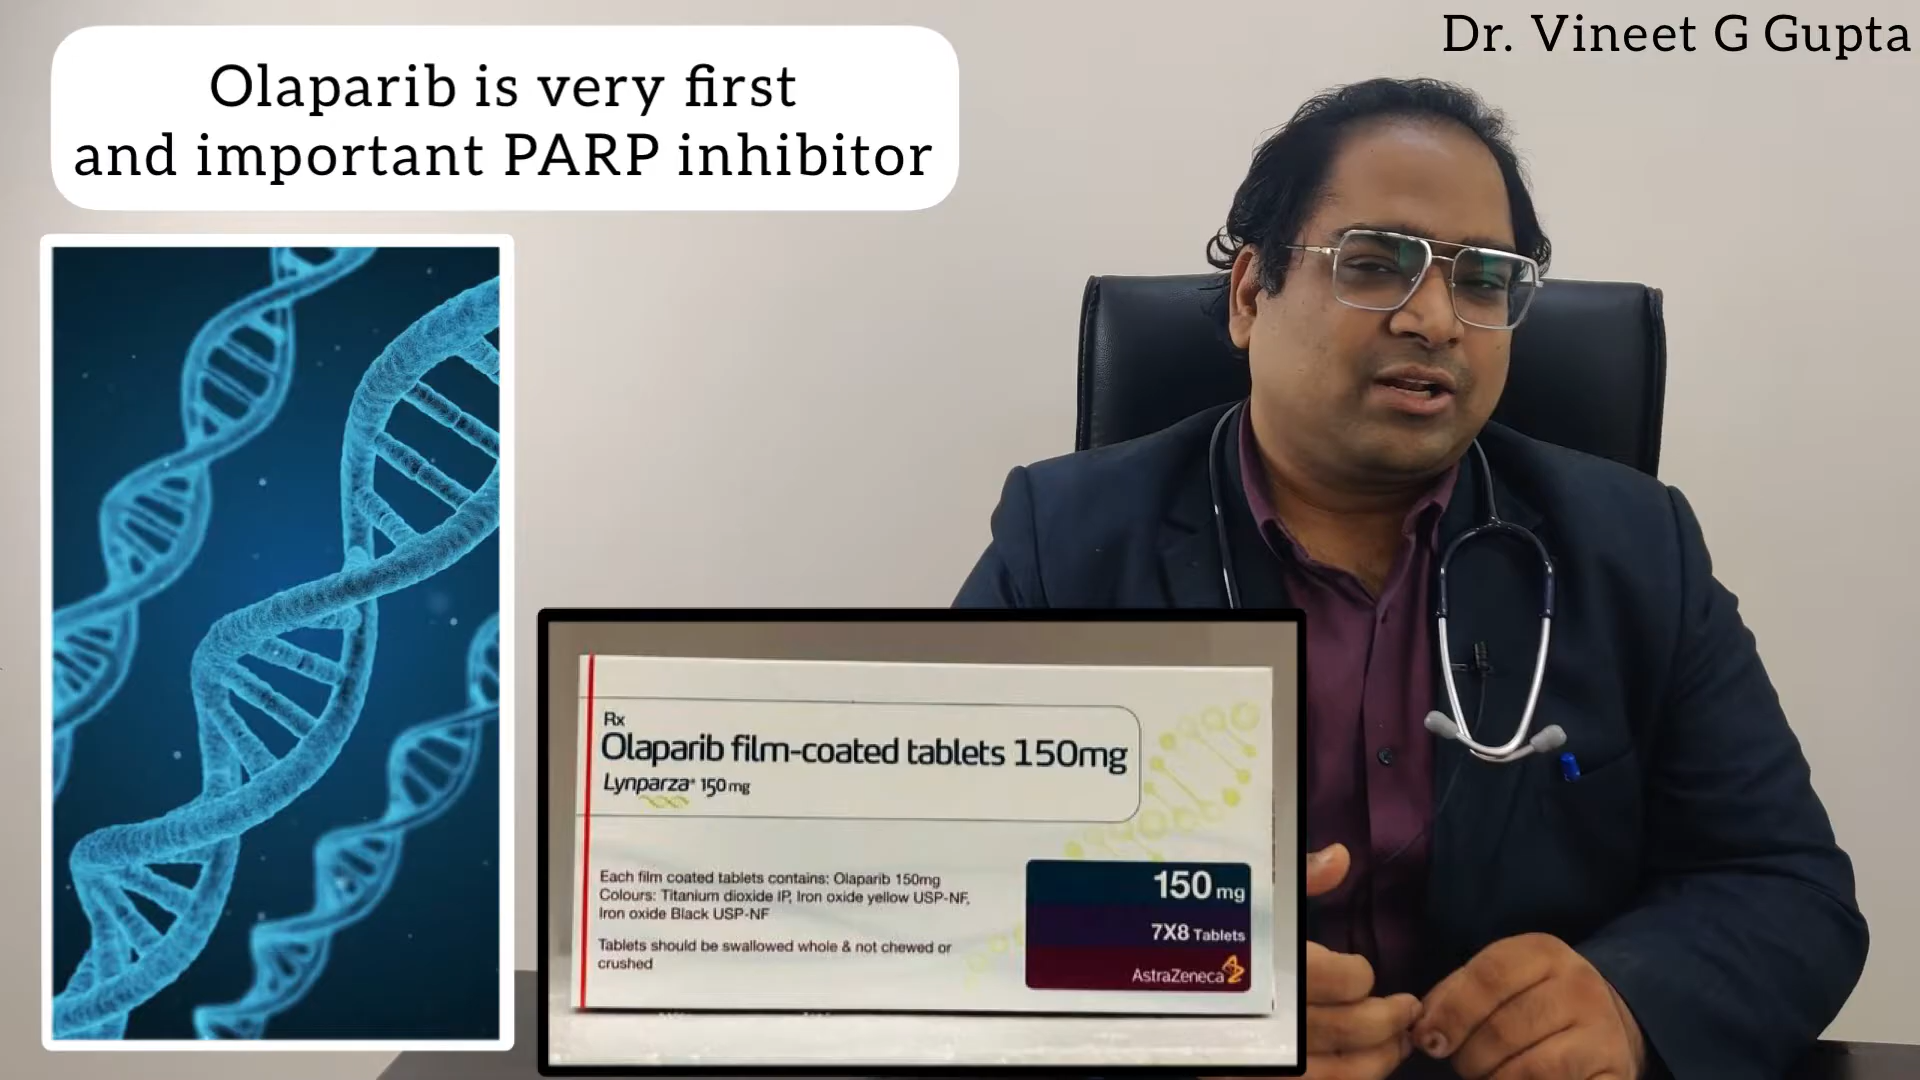 Dr. Vineet G Gupta
Olaparib is very first
and important PARP inhibitor
Rx
Olaparib film-coated tablets 150mg
Lynparza® 150mg
Each film coated tablets contains: Olaparib 150mg
Colours: Titanium dioxide IP, Iron oxide yellow USP-NF,
Iron oxide Black USP-NF
Tablets should be swallowed whole & not chewed or
crushed
150 mg
7X8 Tablets
AstraZeneca